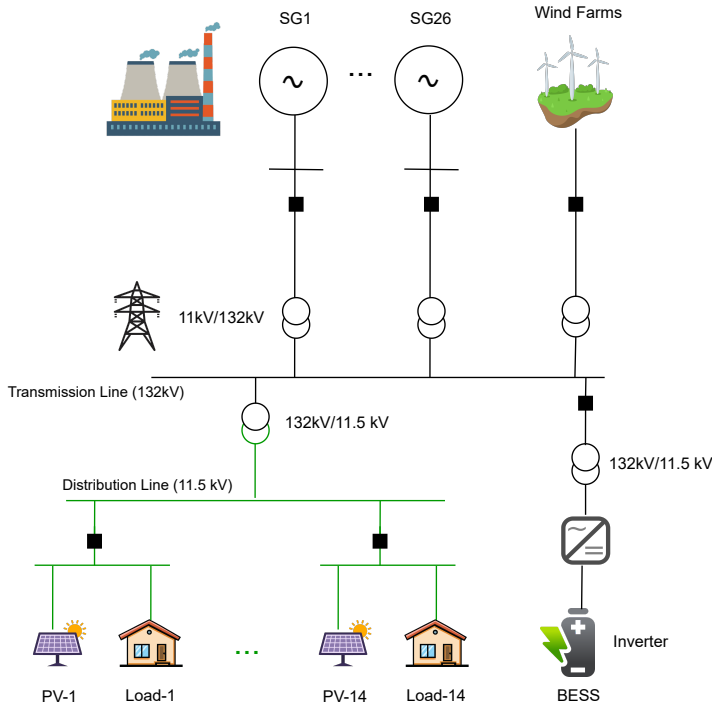 SG1
SG26
Wind Farms
...
11kV/132kV
Transmission Line (132kV)
132kV/11.5 kV
132kV/11.5 kV
Distribution Line (11.5 kV)
Inverter
...
PV-1
Load-1
PV-14
Load-14
BESS